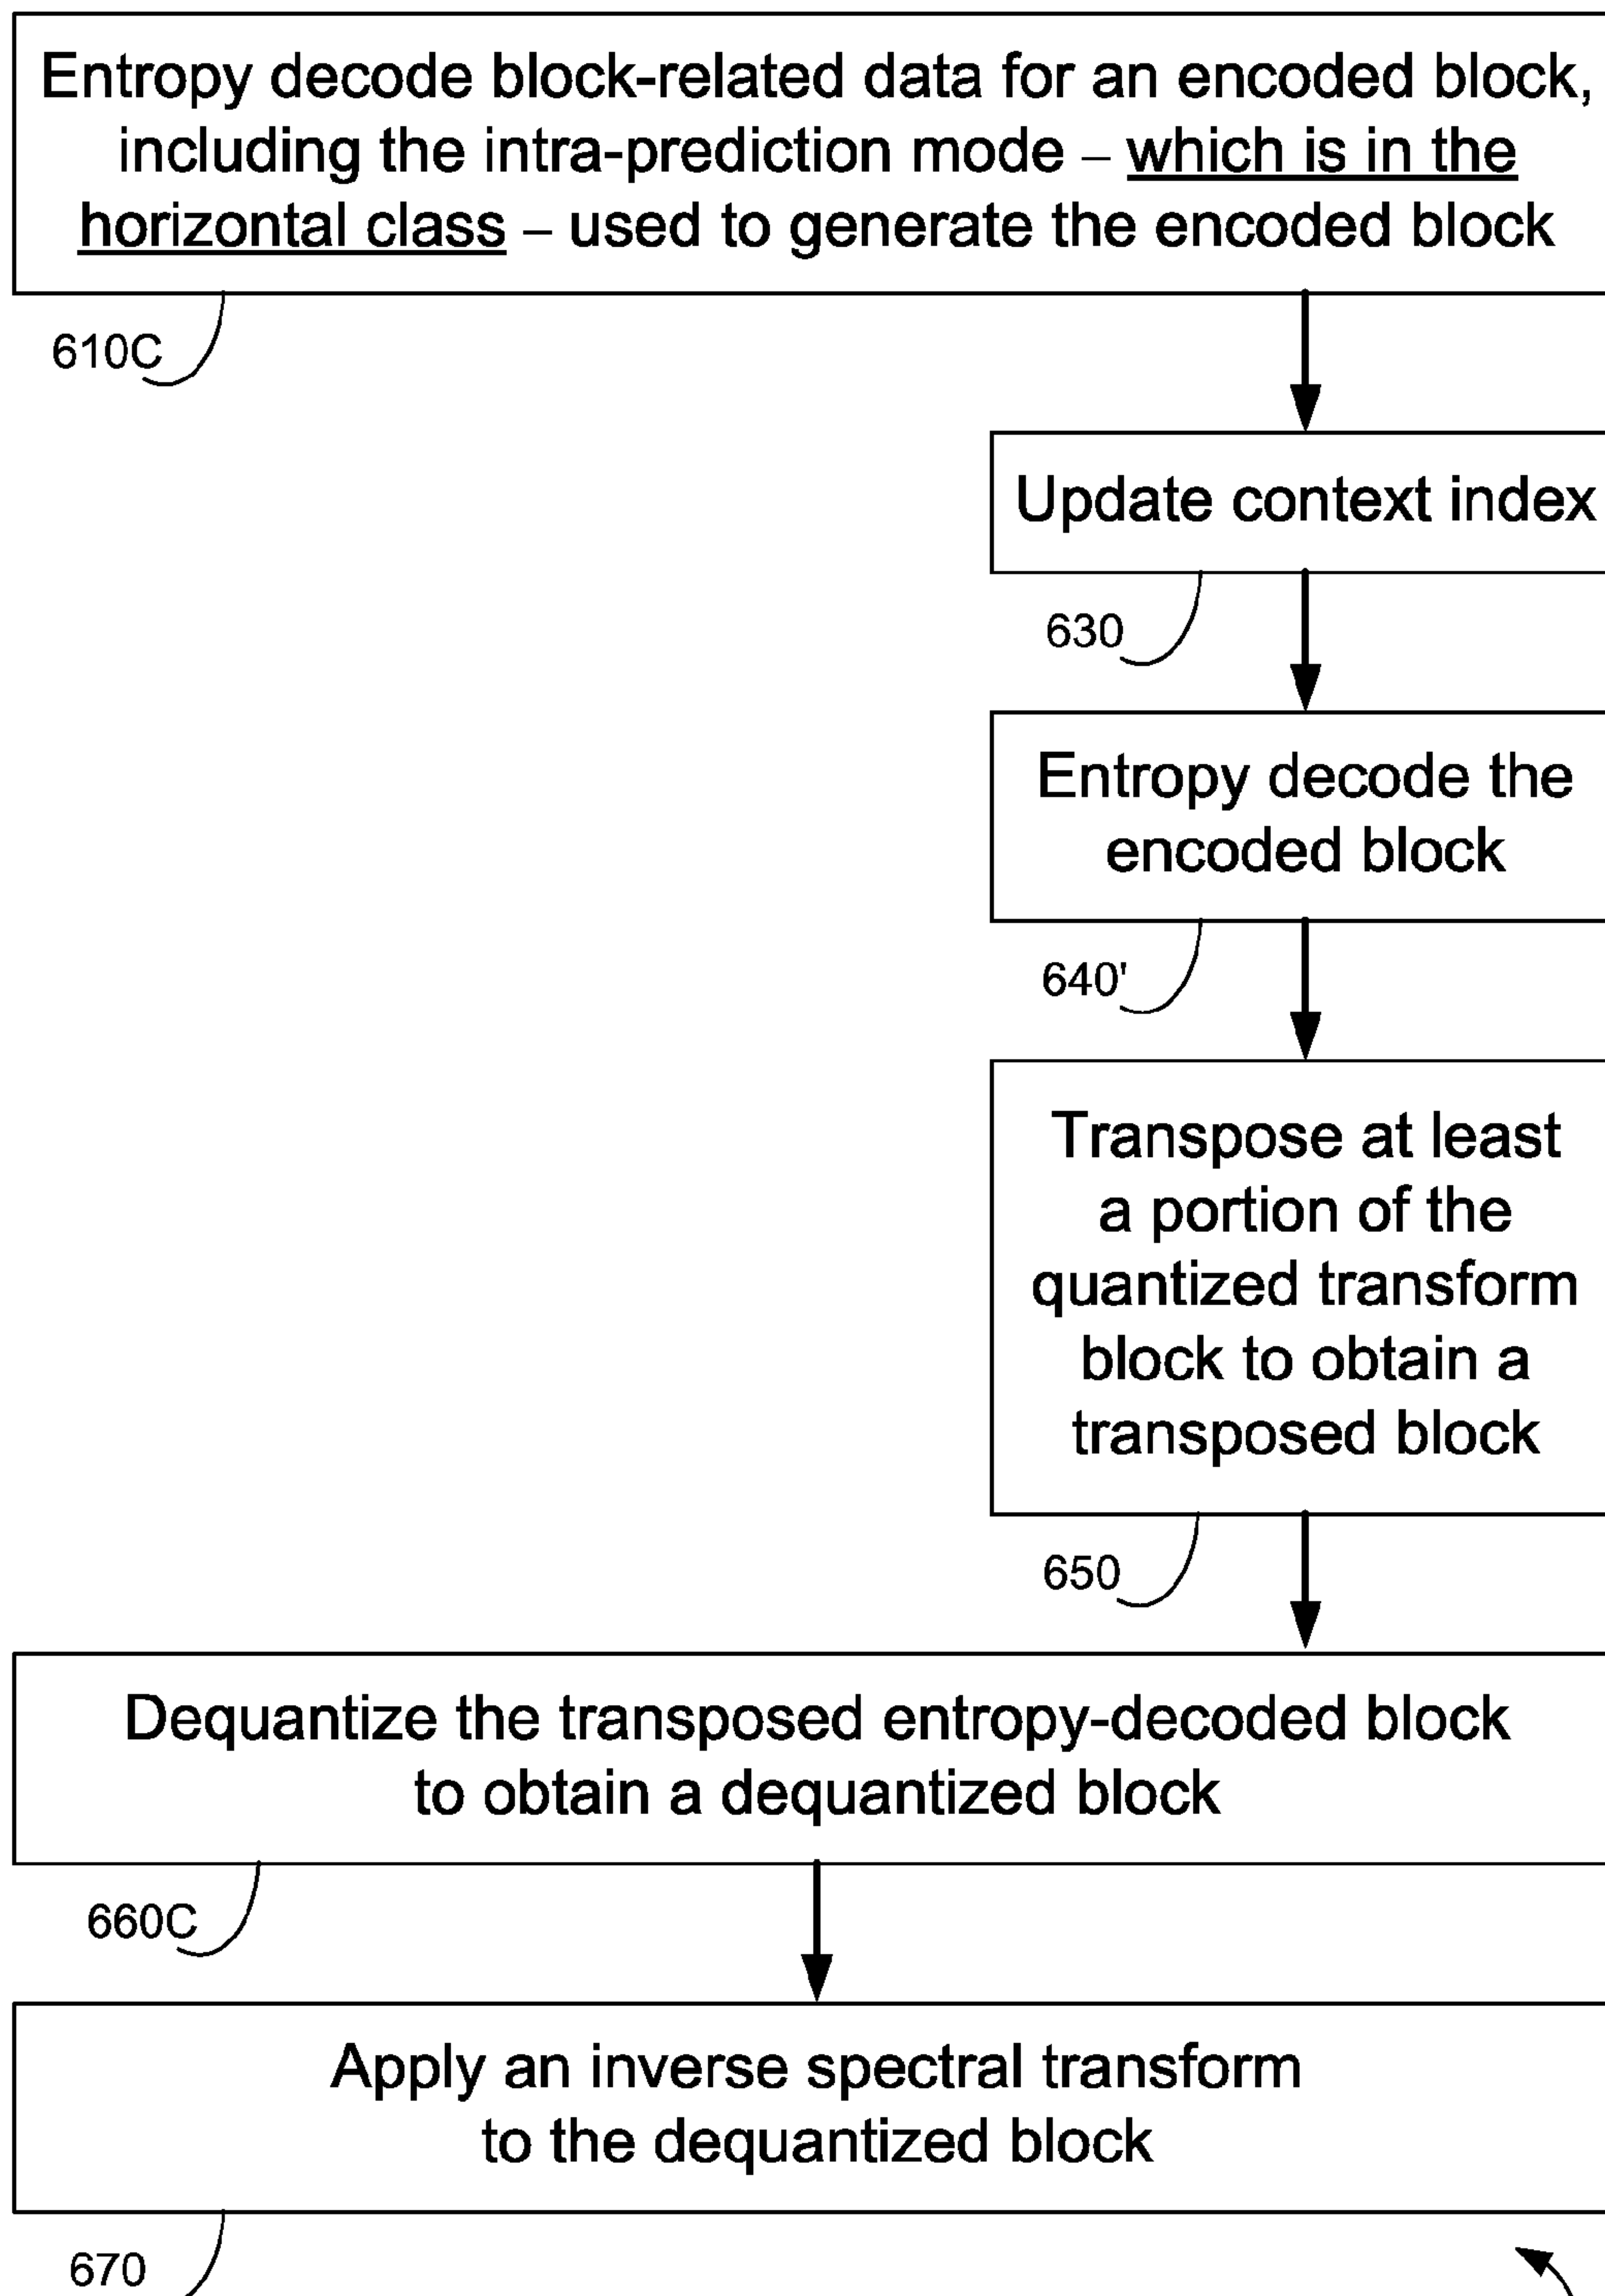 Entropy decode block-related data for an encoded block,
including the intra-prediction mode – which is in the
horizontal class – used to generate the encoded block
610C
Update context index
630
Entropy decode the
encoded block
640'
Transpose at least
a portion of the
quantized transform
block to obtain a
transposed block
650
Dequantize the transposed entropy-decoded block
to obtain a dequantized block
660C
Apply an inverse spectral transform
to the dequantized block
670